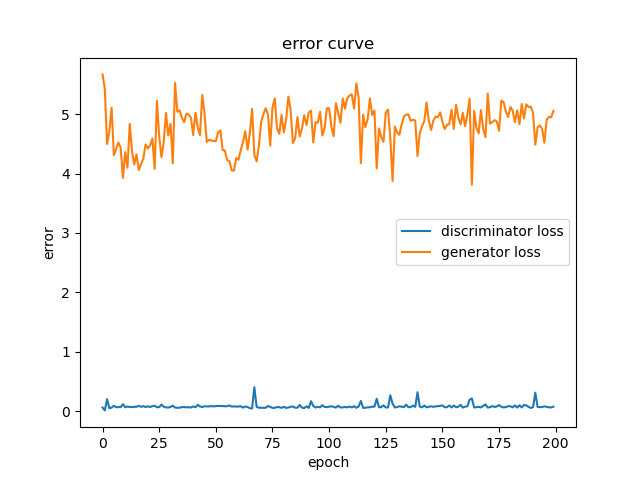 error curve
error
5
4
3
2
1
0
discriminator loss
generator loss
0 25 50 75 100 125 150 175 200
epoch